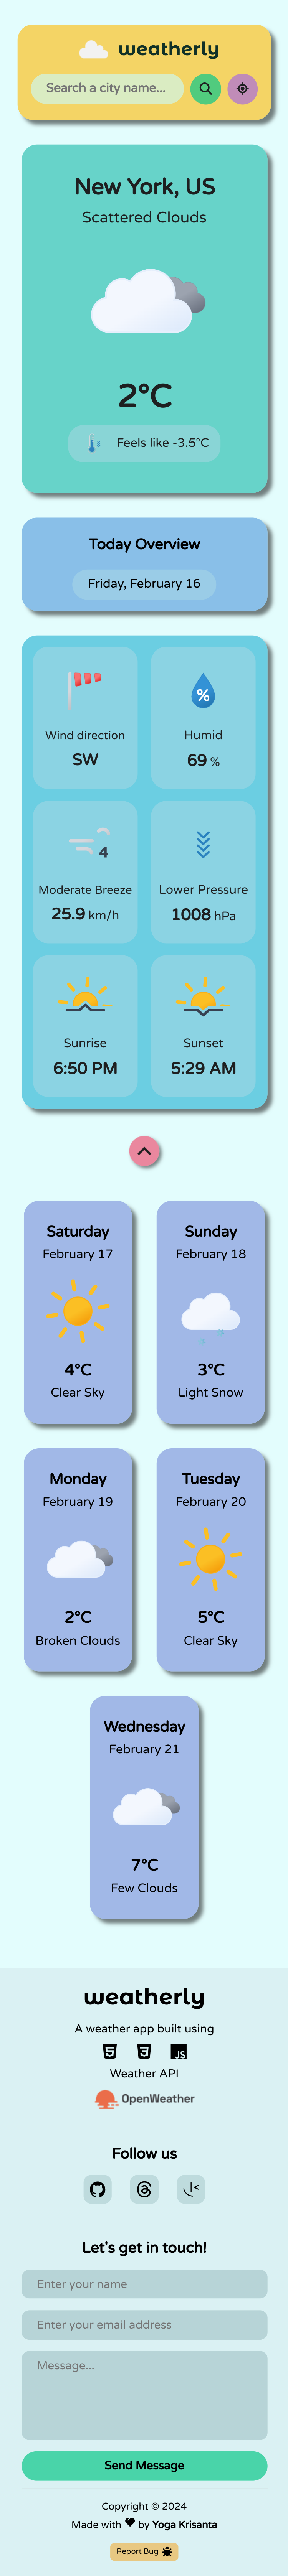 weatherly
Search a city name...
New York, US
Scattered Clouds
2°C
Feels like -3.5°C
Today Overview
Friday, February 16
Wind direction
SW
%
Humid
69 %
4
Moderate Breeze
25.9 km/h
Lower Pressure
1008 hPa
Sunrise
6:50 PM
Sunset
5:29 AM
Saturday
February 17
4°C
Clear Sky
Sunday
February 18
3°C
Light Snow
Monday
February 19
2°C
Broken Clouds
Tuesday
February 20
5°C
Clear Sky
Wednesday
February 21
7°C
Few Clouds
weatherly
A weather app built using
5 3 JS
Weather API
OpenWeather
Follow us
Let's get in touch!
Enter your name
Enter your email address
Message...
Send Message
Copyright © 2024
Made with by Yoga Krisanta
Report Bug